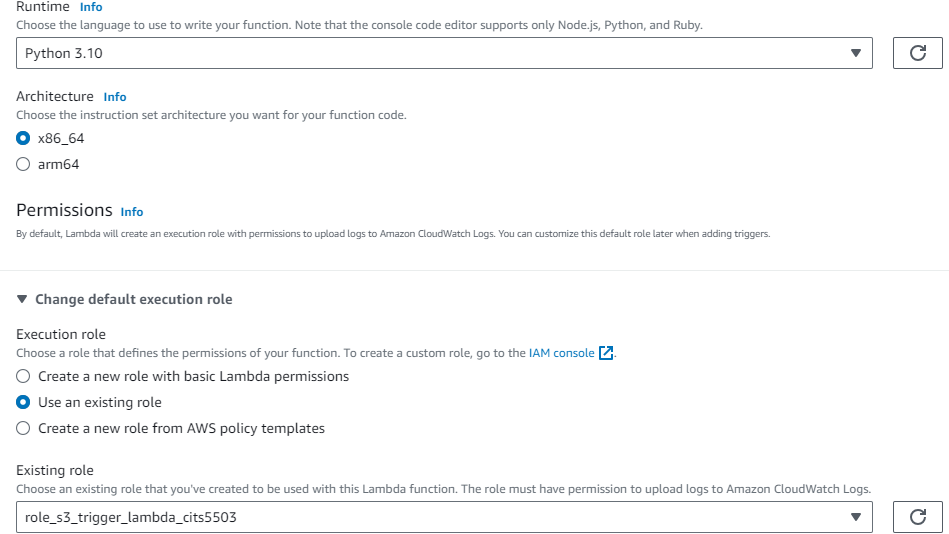 Runtime Info
Choose the language to use to write your function. Note that the console code editor supports only Node.js, Python, and Ruby.
Python 3.10
Architecture Info
Choose the instruction set architecture you want for your function code.
x86_64
arm64
Permissions Info
By default, Lambda will create an execution role with permissions to upload logs to Amazon CloudWatch Logs. You can customize this default role later when adding triggers.
Change default execution role
Execution role
Choose a role that defines the permissions of your function. To create a custom role, go to the IAM console.
Create a new role with basic Lambda permissions
Use an existing role
Create a new role from AWS policy templates
Existing role
Choose an existing role that you've created to be used with this Lambda function. The role must have permission to upload logs to Amazon CloudWatch Logs.
role_s3_trigger_lambda_cits5503